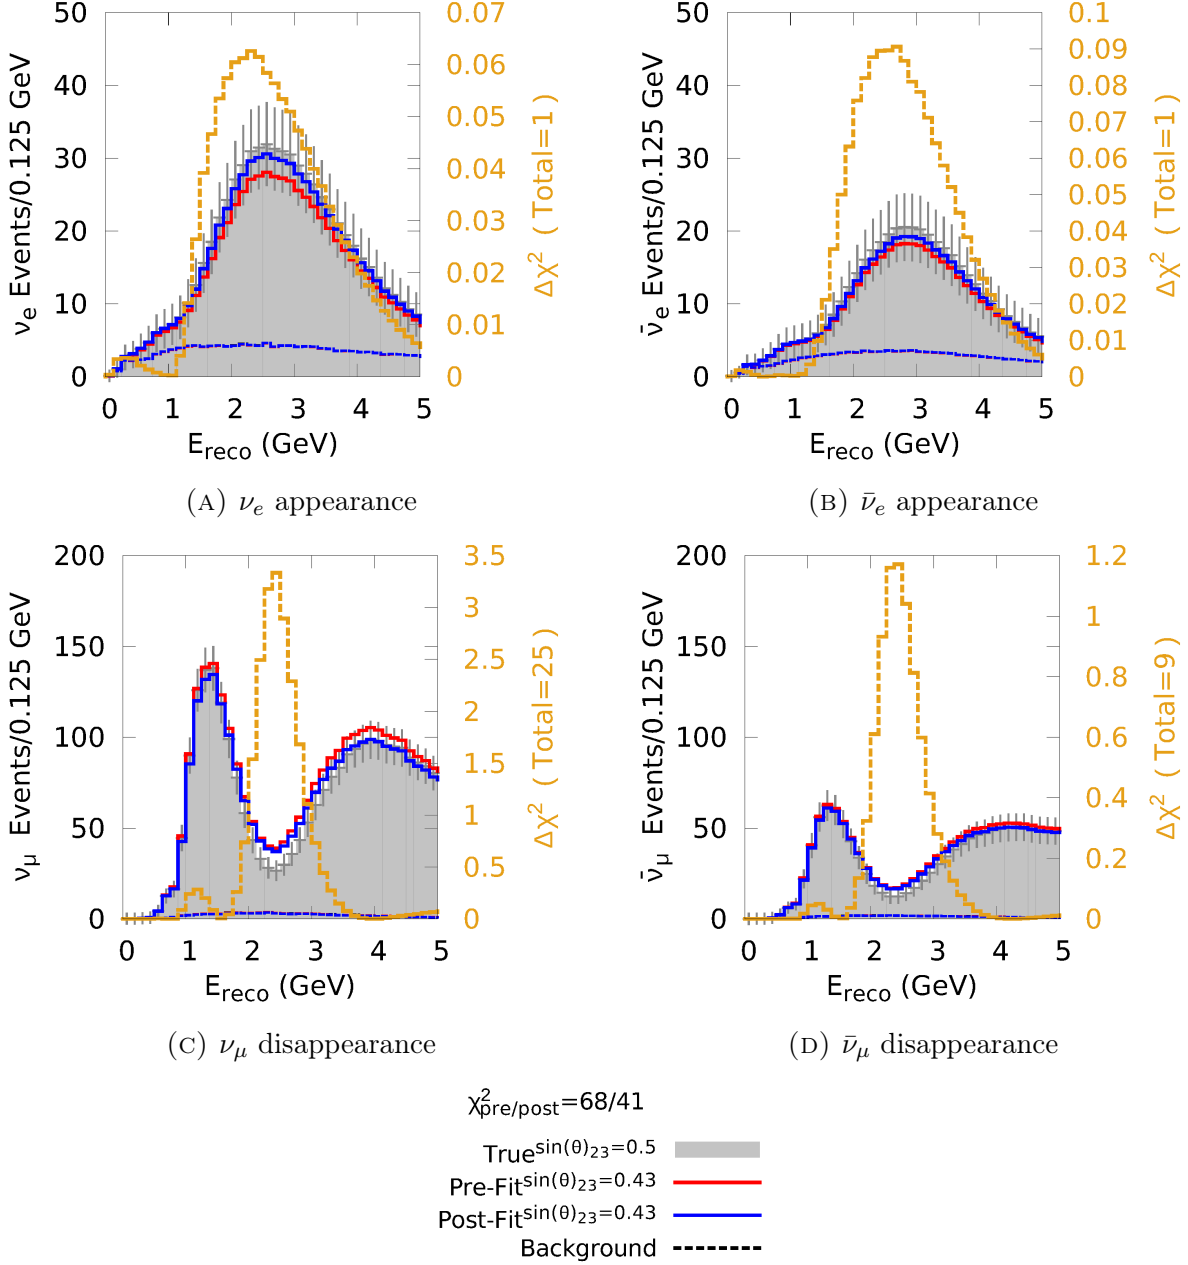 50
40
30
20
10
0
νe Events/0.125 GeV
0 1 2 3 4 5
Ereco (GeV)
0.07
0.06
0.05
0.04
0.03
0.02
0.01
0
Δχ² ( Total=1 )
(A) νe appearance
50
40
30
20
10
0
ν̄e Events/0.125 GeV
0 1 2 3 4 5
Ereco (GeV)
0.1
0.09
0.08
0.07
0.06
0.05
0.04
0.03
0.02
0.01
0
Δχ² ( Total=1 )
(B) ν̄e appearance
200
150
100
50
0
νμ Events/0.125 GeV
0 1 2 3 4 5
Ereco (GeV)
3.5
3
2.5
2
1.5
1
0.5
0
Δχ² ( Total=25 )
(C) νμ disappearance
200
150
100
50
0
ν̄μ Events/0.125 GeV
0 1 2 3 4 5
Ereco (GeV)
1.2
1
0.8
0.6
0.4
0.2
0
Δχ² ( Total=9 )
(D) ν̄μ disappearance
χ²pre/post=68/41
True sin(θ)23=0.5
Pre-Fit sin(θ)23=0.43
Post-Fit sin(θ)23=0.43
Background